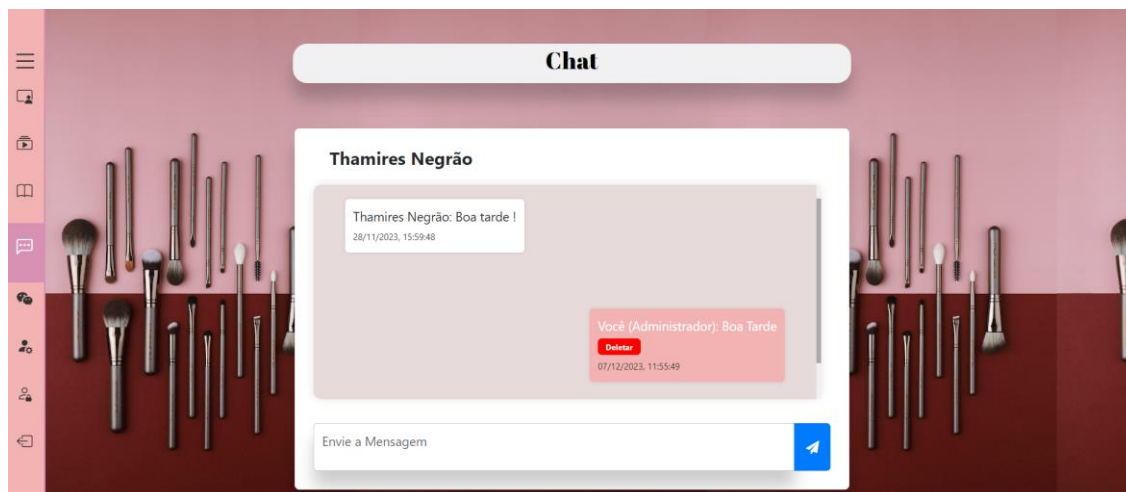 Chat
Thamires Negrão
Thamires Negrão: Boa tarde !
28/11/2023, 15:59:48
Você (Administrador): Boa Tarde
Deletar
07/12/2023, 11:55:49
Envie a Mensagem